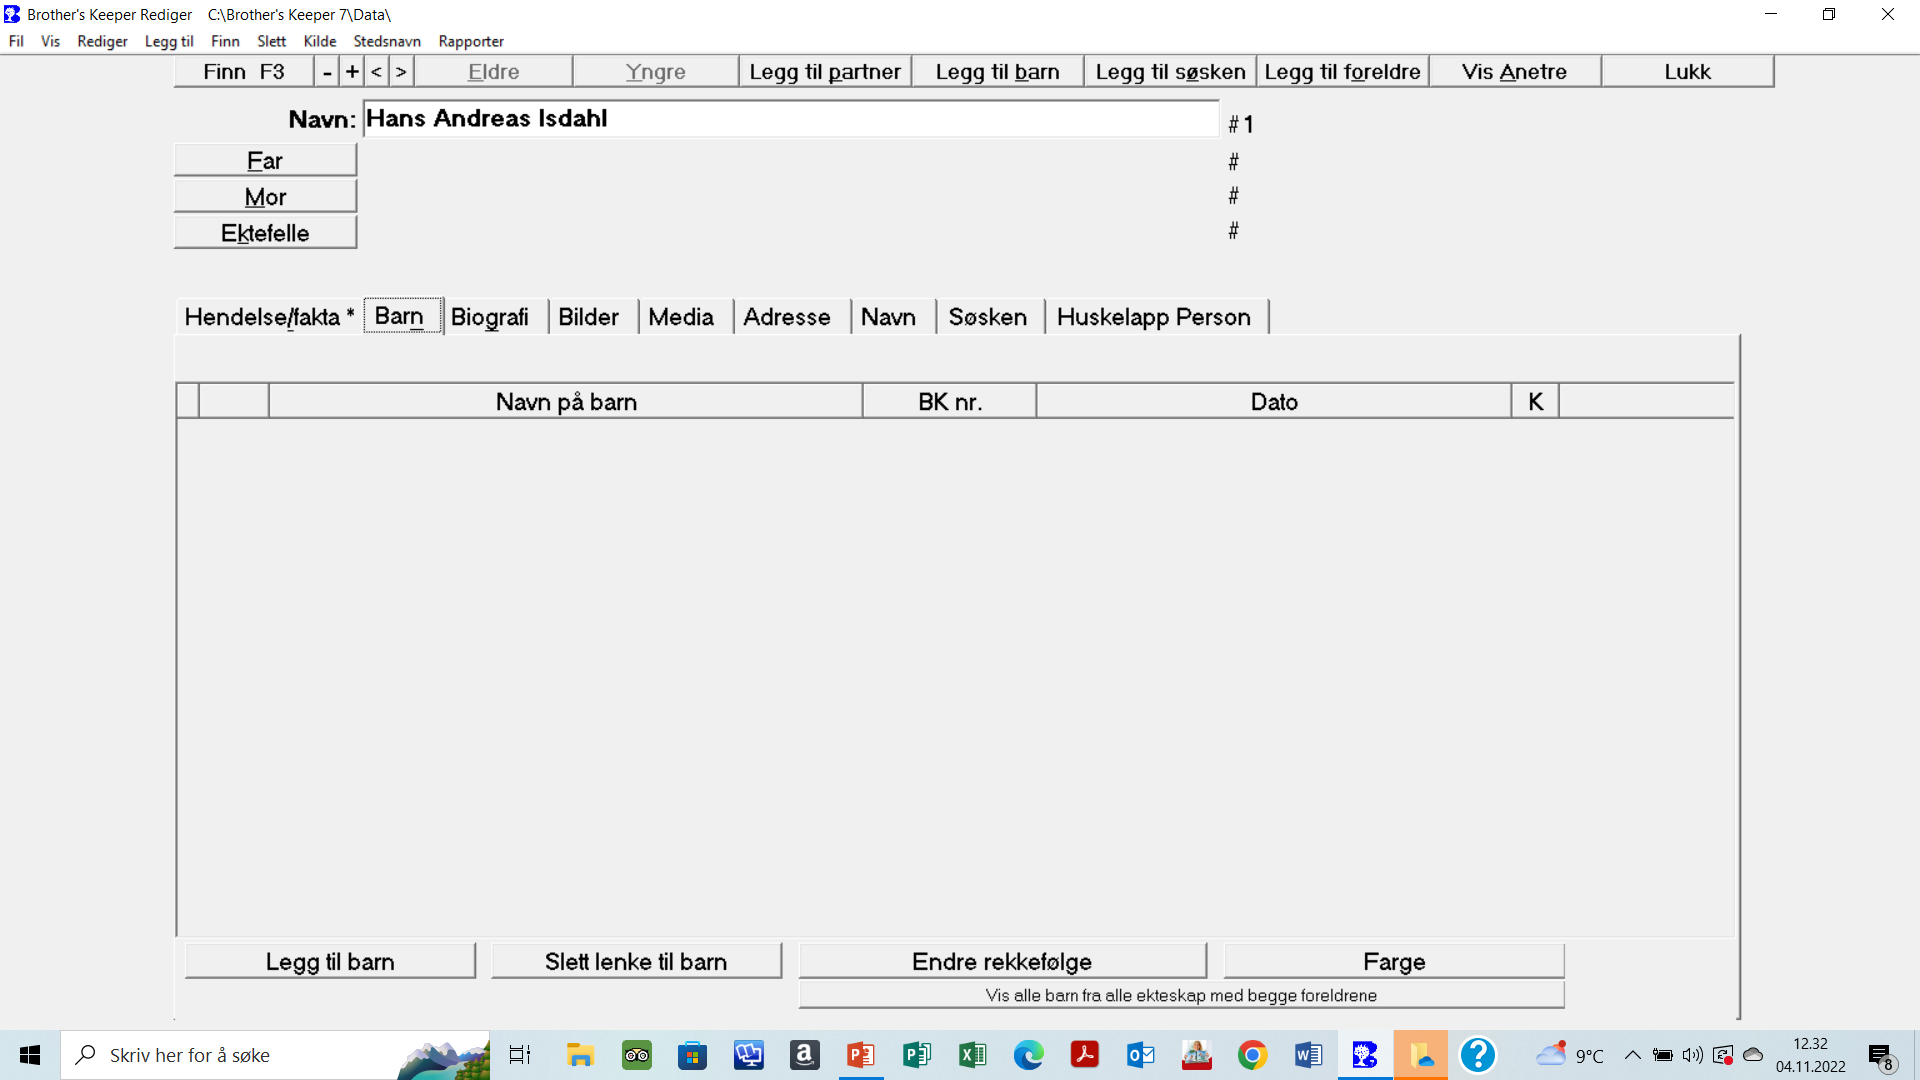 Brother's Keeper Rediger C:\Brother's Keeper 7\Data\
Fil Vis Rediger Legg til Finn Slett Kilde Stedsnavn Rapporter
Finn F3 - + < > Eldre Yngre Legg til partner Legg til barn Legg til søsken Legg til foreldre Vis Anetre Lukk
Navn: Hans Andreas Isdahl # 1
Far #
Mor #
Ektefelle #
Hendelse/fakta * Barn Biografi Bilder Media Adresse Navn Søsken Huskelapp Person
Navn på barn BK nr. Dato K
Legg til barn Slett lenke til barn Endre rekkefølge Farge
Vis alle barn fra alle ekteskap med begge foreldrene
Skriv her for å søke 9°C 12.32
04.11.2022 8